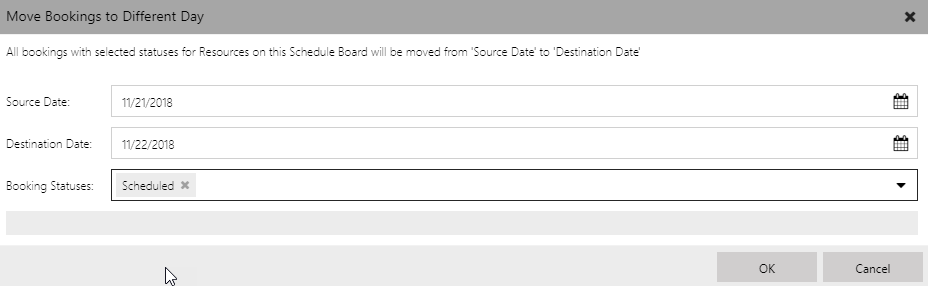 Move Bookings to Different Day
All bookings with selected statuses for Resources on this Schedule Board will be moved from 'Source Date' to 'Destination Date'
Source Date: 11/21/2018
Destination Date: 11/22/2018
Booking Statuses: Scheduled
OK Cancel